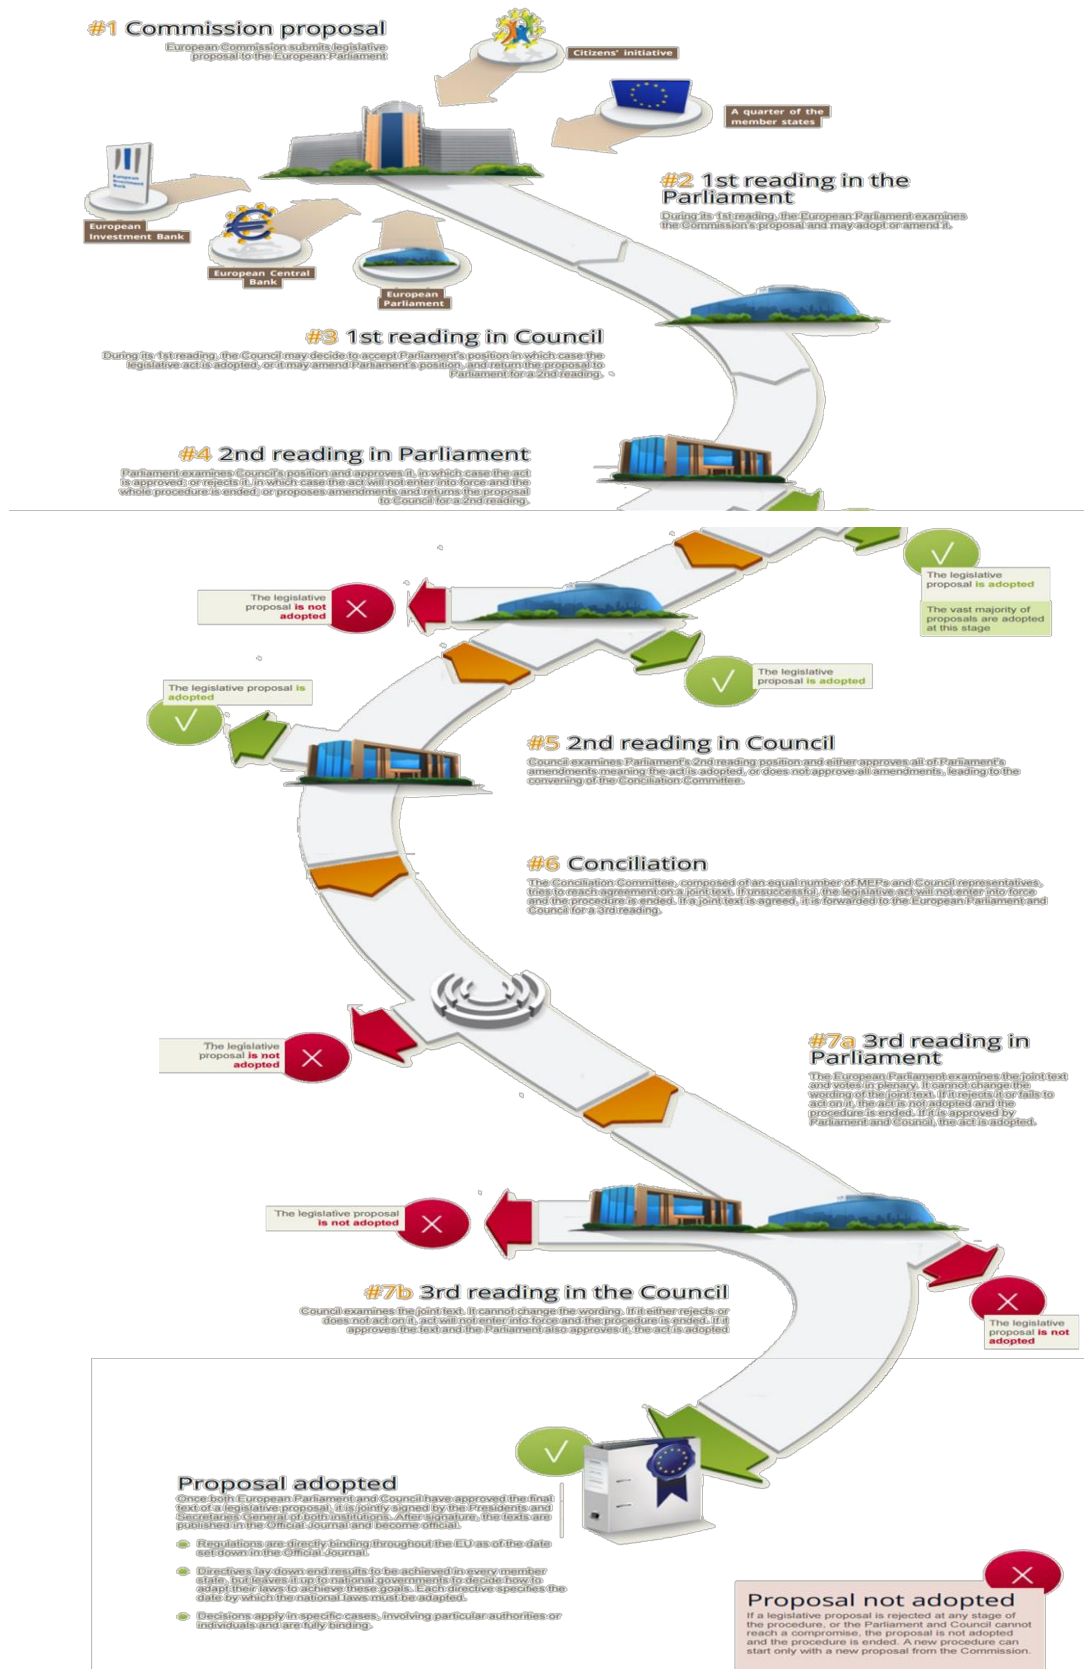 #1 Commission proposal
European Commission submits legislative
proposal to the European Parliament
Citizens' initiative
A quarter of the
member states
European
Investment
Bank
European
Investment Bank
European Central
Bank
European
Parliament
#2 1st reading in the
Parliament
During its 1st reading, the European Parliament examines
the Commission's proposal and may adopt or amend it.
#3 1st reading in Council
During its 1st reading, the Council may decide to accept Parliament's position in which case the
legislative act is adopted, or it may amend Parliament's position, and return the proposal to
Parliament for a 2nd reading.
#4 2nd reading in Parliament
Parliament examines Council's position and approves it, in which case the act
is approved; or rejects it, in which case the act will not enter into force and the
whole procedure is ended; or proposes amendments and returns the proposal
to Council for a 2nd reading.
The legislative
proposal is adopted
The vast majority of
proposals are adopted
at this stage
The legislative
proposal is not
adopted
The legislative
proposal is adopted
The legislative proposal is
adopted
#5 2nd reading in Council
Council examines Parliament's 2nd reading position and either approves all of Parliament's
amendments meaning the act is adopted, or does not approve all amendments, leading to the
convening of the Conciliation Committee.
#6 Conciliation
The Conciliation Committee, composed of an equal number of MEPs and Council representatives,
tries to reach agreement on a joint text. If unsuccessful, the legislative act will not enter into force
and the procedure is ended. If a joint text is agreed, it is forwarded to the European Parliament and
Council for a 3rd reading.
The legislative
proposal is not
adopted
#7a 3rd reading in
Parliament
The European Parliament examines the joint text
and votes in plenary. It cannot change the
wording of the joint text. If it rejects it or fails to
act on it, the act is not adopted and the
procedure is ended. If it is approved by
Parliament and Council, the act is adopted.
The legislative proposal
is not adopted
#7b 3rd reading in the Council
Council examines the joint text. It cannot change the wording. If it either rejects or
does not act on it, act will not enter into force and the procedure is ended. If it
approves the text and the Parliament also approves it, the act is adopted
The legislative
proposal is not
adopted
Proposal adopted
Once both European Parliament and Council have approved the final
text of a legislative proposal, it is jointly signed by the Presidents and
Secretaries General of both institutions. After signature, the texts are
published in the Official Journal and become official.
Regulations are directly binding throughout the EU as of the date
set down in the Official Journal.
Directives lay down end results to be achieved in every member
state, but leaves it up to national governments to decide how to
adapt their laws to achieve these goals. Each directive specifies the
date by which the national laws must be adapted.
Decisions apply in specific cases, involving particular authorities or
individuals and are fully binding.
Proposal not adopted
If a legislative proposal is rejected at any stage of
the procedure, or the Parliament and Council cannot
reach a compromise, the proposal is not adopted
and the procedure is ended. A new procedure can
start only with a new proposal from the Commission.